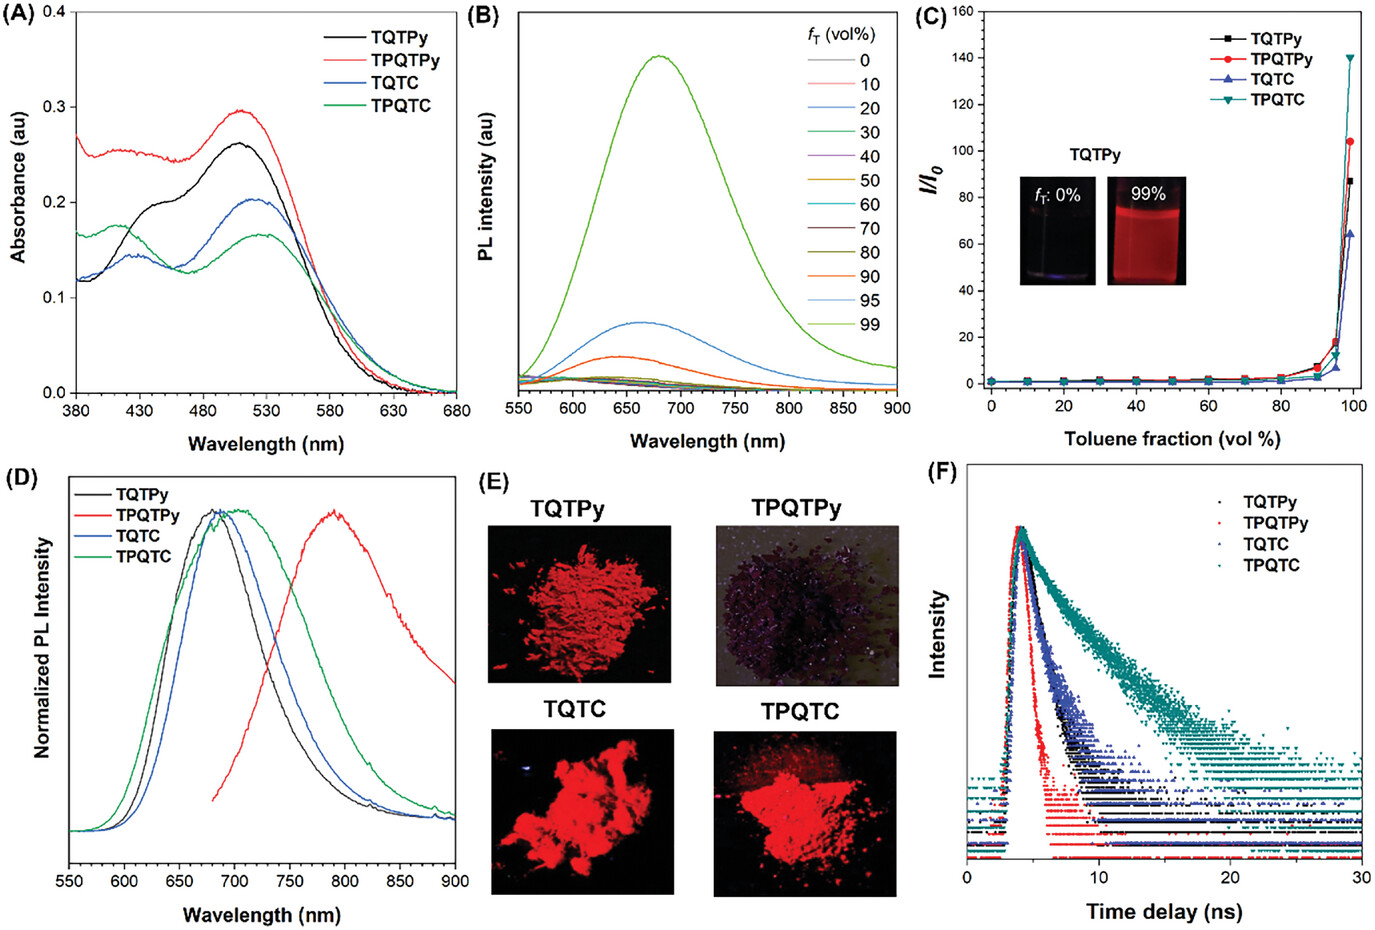 (A)
0.4
0.3
0.2
0.1
0.0
Absorbance (au)
TQTPy
TPQTPy
TQTC
TPQTC
380 430 480 530 580 630 680
Wavelength (nm)
(B)
PL intensity (au)
fT (vol%)
0
10
20
30
40
50
60
70
80
90
95
99
550 600 650 700 750 800 850 900
Wavelength (nm)
(C)
160
140
120
100
80
60
40
20
0
I/I0
TQTPy
TPQTPy
TQTC
TPQTC
TQTPy
fT: 0% 99%
0 20 40 60 80 100
Toluene fraction (vol %)
(D)
Normalized PL Intensity
TQTPy
TPQTPy
TQTC
TPQTC
550 600 650 700 750 800 850 900
Wavelength (nm)
(E)
TQTPy TPQTPy
TQTC TPQTC
(F)
Intensity
TQTPy
TPQTPy
TQTC
TPQTC
0 10 20 30
Time delay (ns)